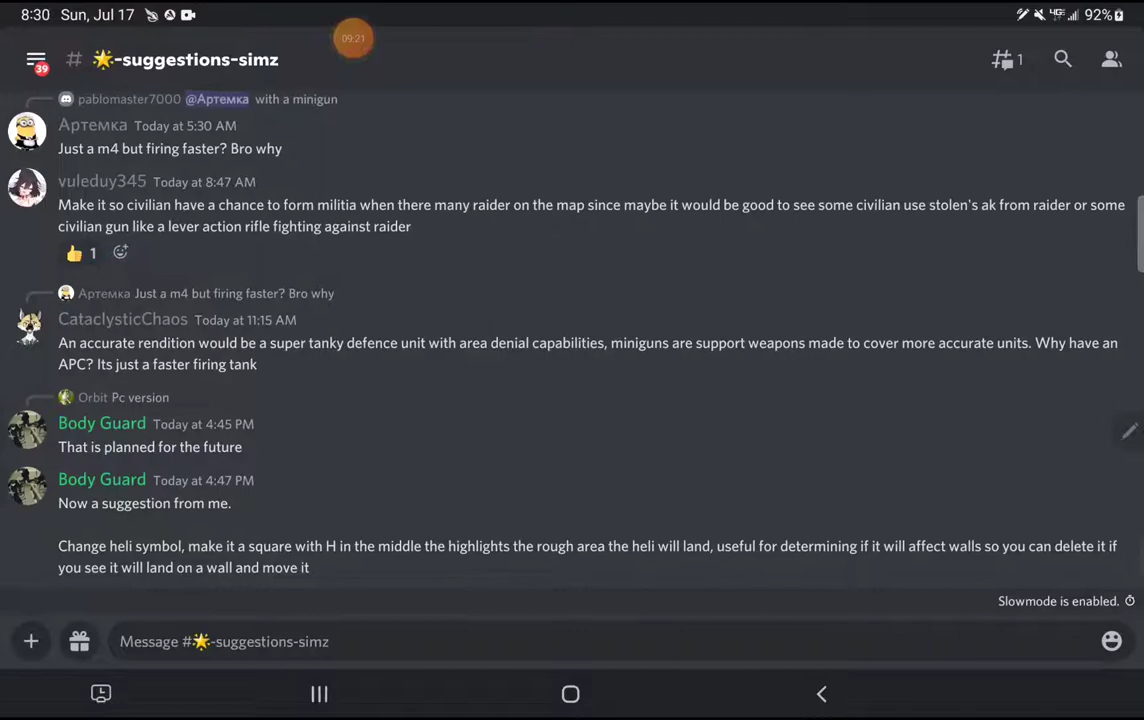 8:30 Sun, Jul 17 92%
09:21
39 # 🌟-suggestions-simz 1
pablomaster7000 @Артемка with a minigun
Артемка Today at 5:30 AM
Just a m4 but firing faster? Bro why
vuleduy345 Today at 8:47 AM
Make it so civilian have a chance to form militia when there many raider on the map since maybe it would be good to see some civilian use stolen's ak from raider or some
civilian gun like a lever action rifle fighting against raider
👍 1
Артемка Just a m4 but firing faster? Bro why
CataclysticChaos Today at 11:15 AM
An accurate rendition would be a super tanky defence unit with area denial capabilities, miniguns are support weapons made to cover more accurate units. Why have an
APC? Its just a faster firing tank
Orbit Pc version
Body Guard Today at 4:45 PM
That is planned for the future
Body Guard Today at 4:47 PM
Now a suggestion from me.
Change heli symbol, make it a square with H in the middle the highlights the rough area the heli will land, useful for determining if it will affect walls so you can delete it if
you see it will land on a wall and move it
Slowmode is enabled.
Message #🌟-suggestions-simz